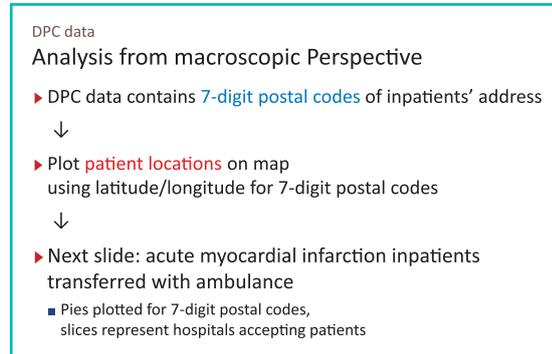 DPC data
Analysis from macroscopic Perspective
DPC data contains 7-digit postal codes of inpatients' address
↓
Plot patient locations on map
using latitude/longitude for 7-digit postal codes
↓
Next slide: acute myocardial infarction inpatients
transferred with ambulance
Pies plotted for 7-digit postal codes,
slices represent hospitals accepting patients